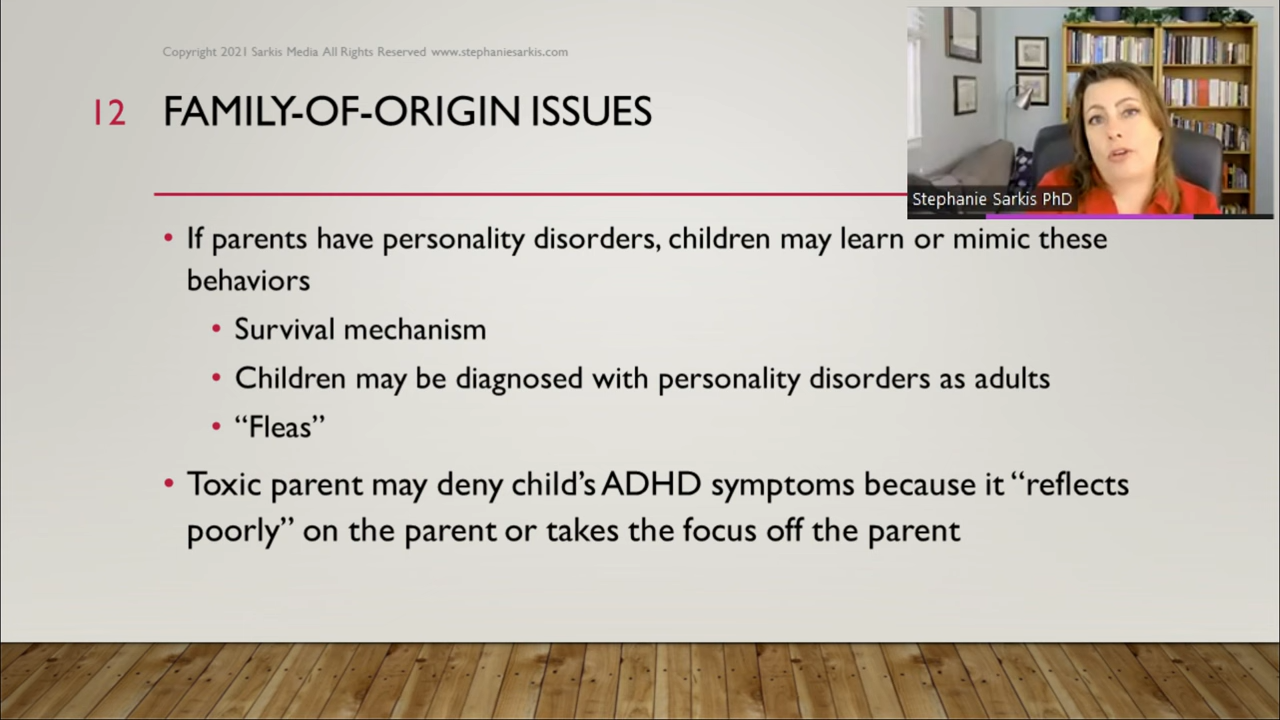 Copyright 2021 Sarkis Media All Rights Reserved www.stephaniesarkis.com
12 FAMILY-OF-ORIGIN ISSUES
Stephanie Sarkis PhD
• If parents have personality disorders, children may learn or mimic these
behaviors
• Survival mechanism
• Children may be diagnosed with personality disorders as adults
• “Fleas”
• Toxic parent may deny child’s ADHD symptoms because it “reflects
poorly” on the parent or takes the focus off the parent